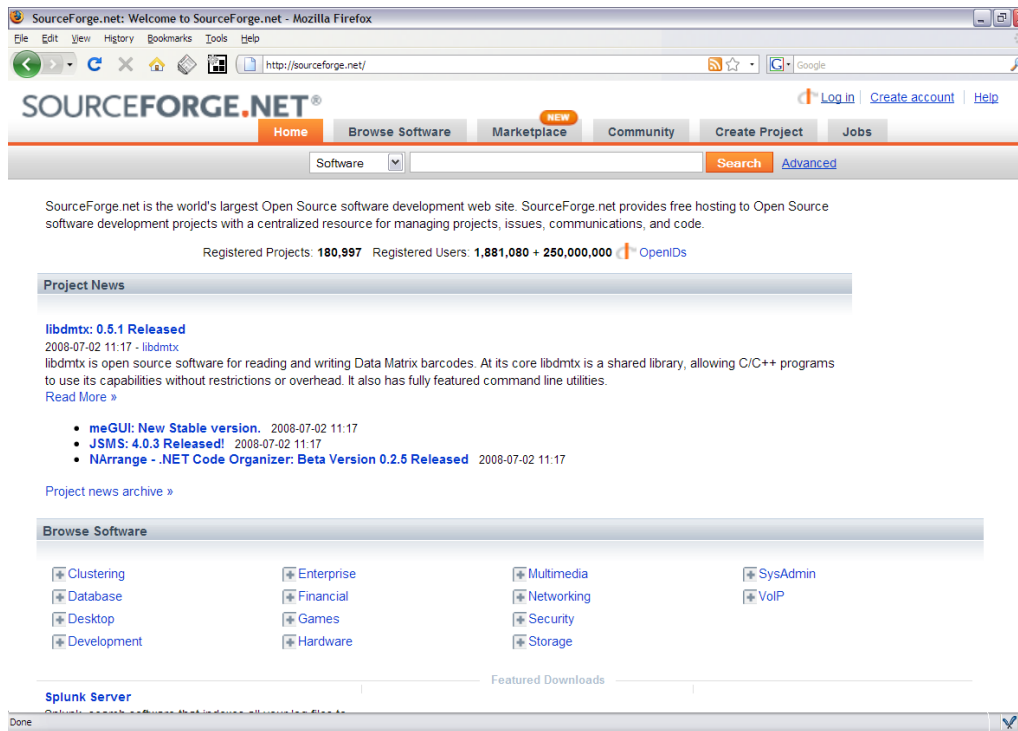 SourceForge.net: Welcome to SourceForge.net - Mozilla Firefox
File Edit View History Bookmarks Tools Help
http://sourceforge.net/ G Google
SOURCEFORGE.NET®
Log in Create account Help
NEW
Home Browse Software Marketplace Community Create Project Jobs
Software Search Advanced
SourceForge.net is the world's largest Open Source software development web site. SourceForge.net provides free hosting to Open Source
software development projects with a centralized resource for managing projects, issues, communications, and code.
Registered Projects: 180,997 Registered Users: 1,881,080 + 250,000,000 OpenIDs
Project News
libdmtx: 0.5.1 Released
2008-07-02 11:17 - libdmtx
libdmtx is open source software for reading and writing Data Matrix barcodes. At its core libdmtx is a shared library, allowing C/C++ programs
to use its capabilities without restrictions or overhead. It also has fully featured command line utilities.
Read More »
• meGUI: New Stable version. 2008-07-02 11:17
• JSMS: 4.0.3 Released! 2008-07-02 11:17
• NArrange - .NET Code Organizer: Beta Version 0.2.5 Released 2008-07-02 11:17
Project news archive »
Browse Software
Clustering Enterprise Multimedia SysAdmin
Database Financial Networking VoIP
Desktop Games Security
Development Hardware Storage
Featured Downloads
Splunk Server
Done